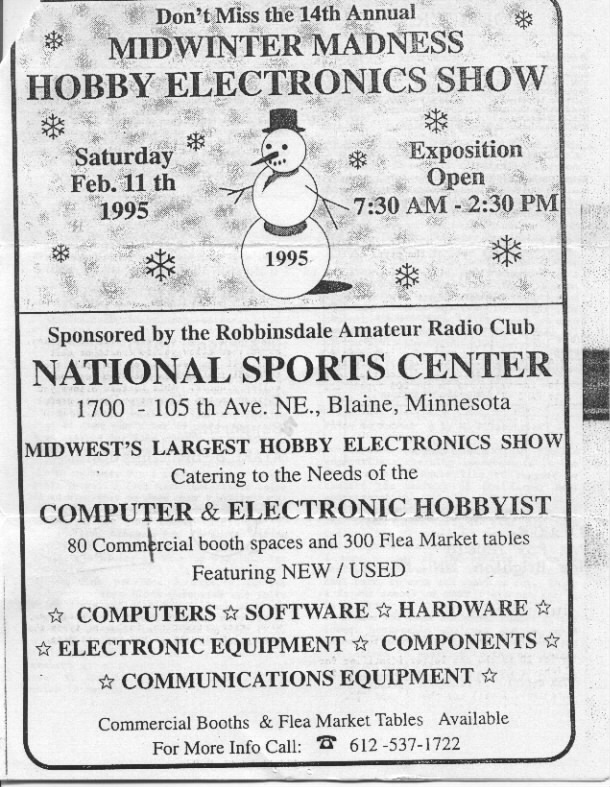 Don't Miss the 14th Annual
MIDWINTER MADNESS
HOBBY ELECTRONICS SHOW
Saturday
Feb. 11 th
1995
Exposition
Open
7:30 AM - 2:30 PM
1995
Sponsored by the Robbinsdale Amateur Radio Club
NATIONAL SPORTS CENTER
1700 - 105 th Ave. NE., Blaine, Minnesota
MIDWEST'S LARGEST HOBBY ELECTRONICS SHOW
Catering to the Needs of the
COMPUTER & ELECTRONIC HOBBYIST
80 Commercial booth spaces and 300 Flea Market tables
Featuring NEW / USED
☆ COMPUTERS ☆ SOFTWARE ☆ HARDWARE ☆
☆ ELECTRONIC EQUIPMENT ☆ COMPONENTS ☆
☆ COMMUNICATIONS EQUIPMENT ☆
Commercial Booths & Flea Market Tables Available
For More Info Call: ☎ 612 -537-1722